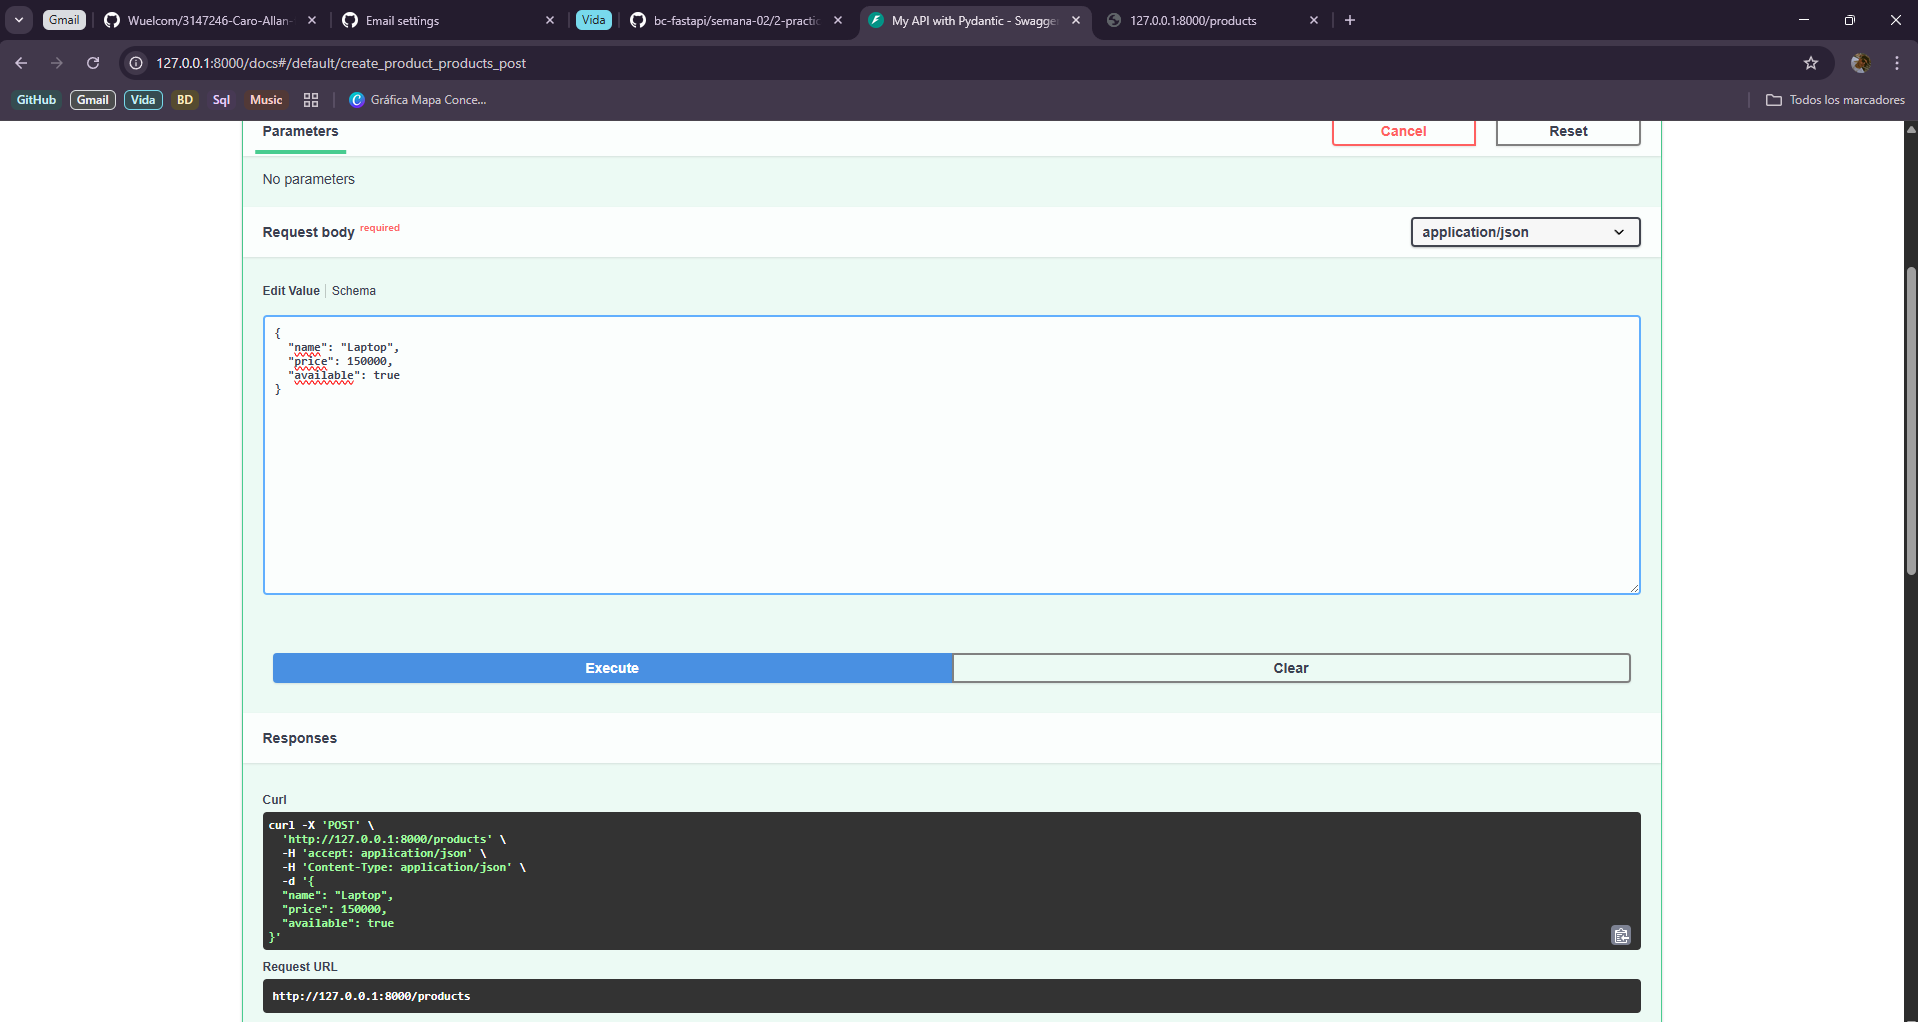 Gmail
Wuelcom/3147246-Caro-Allan-
Email settings
Vida
bc-fastapi/semana-02/2-practic
My API with Pydantic - Swagge
127.0.0.1:8000/products
127.0.0.1:8000/docs#/default/create_product_products_post
GitHub
Gmail
Vida
BD
Sql
Music
Gráfica Mapa Conce...
Todos los marcadores
Parameters
Cancel
Reset
No parameters
Request body required
application/json
Edit Value
Schema
{
"name": "Laptop",
"price": 150000,
"available": true
}
Execute
Clear
Responses
Curl
curl -X 'POST' \
'http://127.0.0.1:8000/products' \
-H 'accept: application/json' \
-H 'Content-Type: application/json' \
-d '{
"name": "Laptop",
"price": 150000,
"available": true
}'
Request URL
http://127.0.0.1:8000/products